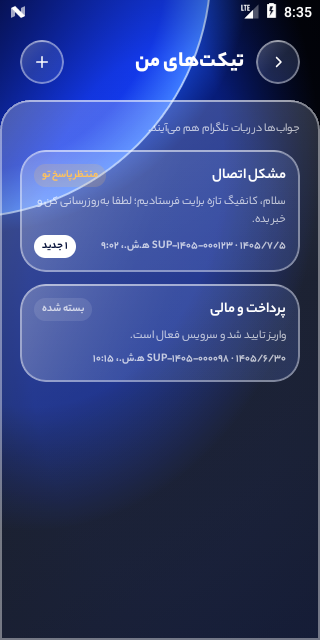 8:35
LTE
تیکت‌های من
+
جواب‌ها در ربات تلگرام هم می‌آیند.
مشکل اتصال
منتظر پاسخ تو
سلام، کانفیگ تازه برایت فرستادیم؛ لطفا به‌روزرسانی کن و
خبر بده.
SUP-۱۴۰۵-۰۰۰۱۲۳ · ۱۴۰۵/۷/۵ ه‍.ش.، ۹:۰۲
۱ جدید
پرداخت و مالی
بسته شده
واریز تایید شد و سرویس فعال است.
SUP-۱۴۰۵-۰۰۰۰۹۸ · ۱۴۰۵/۶/۳۰ ه‍.ش.، ۱۰:۱۵